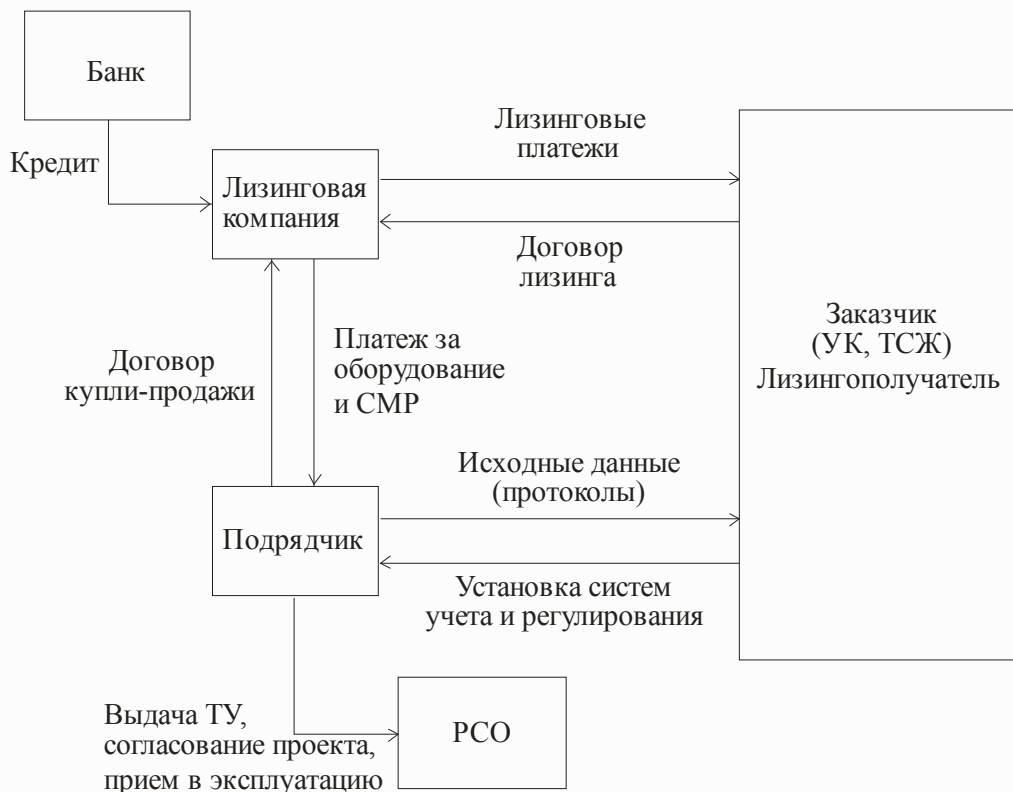 Банк
Кредит
Лизинговые
платежи
Лизинговая
компания
Договор
лизинга
Заказчик
(УК, ТСЖ)
Лизингополучатель
Договор
купли-продажи
Платеж за
оборудование
и СМР
Исходные данные
(протоколы)
Подрядчик
Установка систем
учета и регулирования
Выдача ТУ,
согласование проекта,
прием в эксплуатацию
РСО